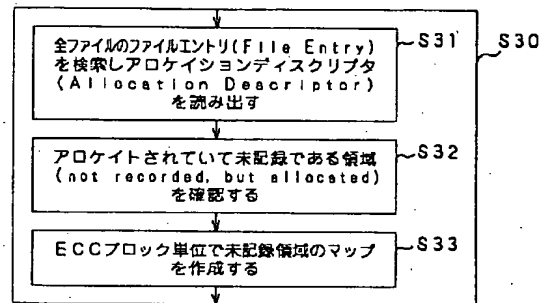 全ファイルのファイルエントリ(File Entry) S31 S30
を検索しアロケイションディスクリプタ
(Allocation Descriptor)
を読み出す
アロケイトされていて未記録である領域 S32
(not recorded, but allocated)
を確認する
ECCブロック単位で未記録領域のマップ S33
を作成する